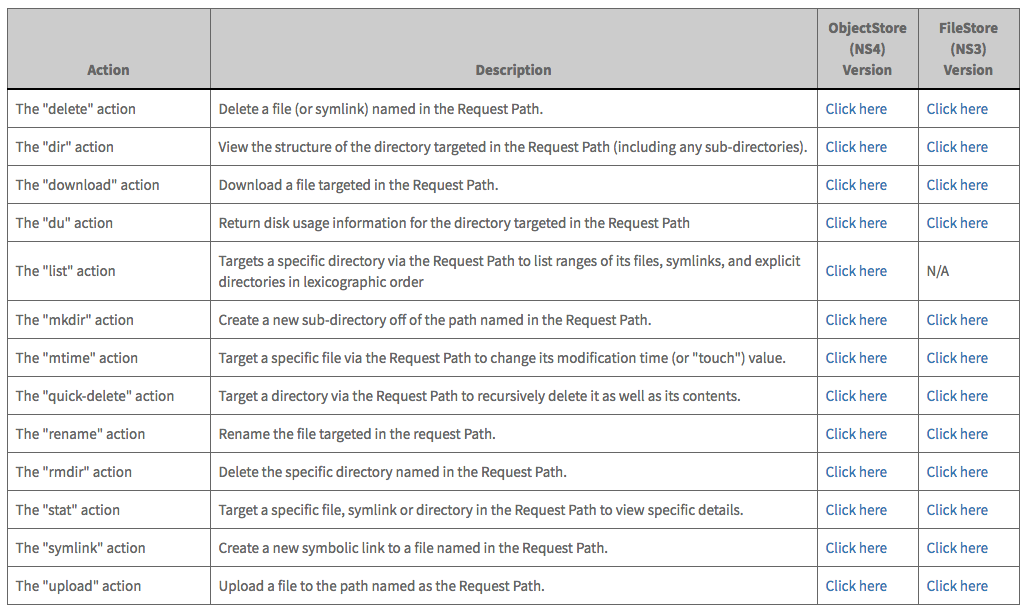 Action Description ObjectStore (NS4) Version FileStore (NS3) Version
The "delete" action Delete a file (or symlink) named in the Request Path. Click here Click here
The "dir" action View the structure of the directory targeted in the Request Path (including any sub-directories). Click here Click here
The "download" action Download a file targeted in the Request Path. Click here Click here
The "du" action Return disk usage information for the directory targeted in the Request Path Click here Click here
The "list" action Targets a specific directory via the Request Path to list ranges of its files, symlinks, and explicit
directories in lexicographic order Click here N/A
The "mkdir" action Create a new sub-directory off of the path named in the Request Path. Click here Click here
The "mtime" action Target a specific file via the Request Path to change its modification time (or "touch") value. Click here Click here
The "quick-delete" action Target a directory via the Request Path to recursively delete it as well as its contents. Click here Click here
The "rename" action Rename the file targeted in the request Path. Click here Click here
The "rmdir" action Delete the specific directory named in the Request Path. Click here Click here
The "stat" action Target a specific file, symlink or directory in the Request Path to view specific details. Click here Click here
The "symlink" action Create a new symbolic link to a file named in the Request Path. Click here Click here
The "upload" action Upload a file to the path named as the Request Path. Click here Click here